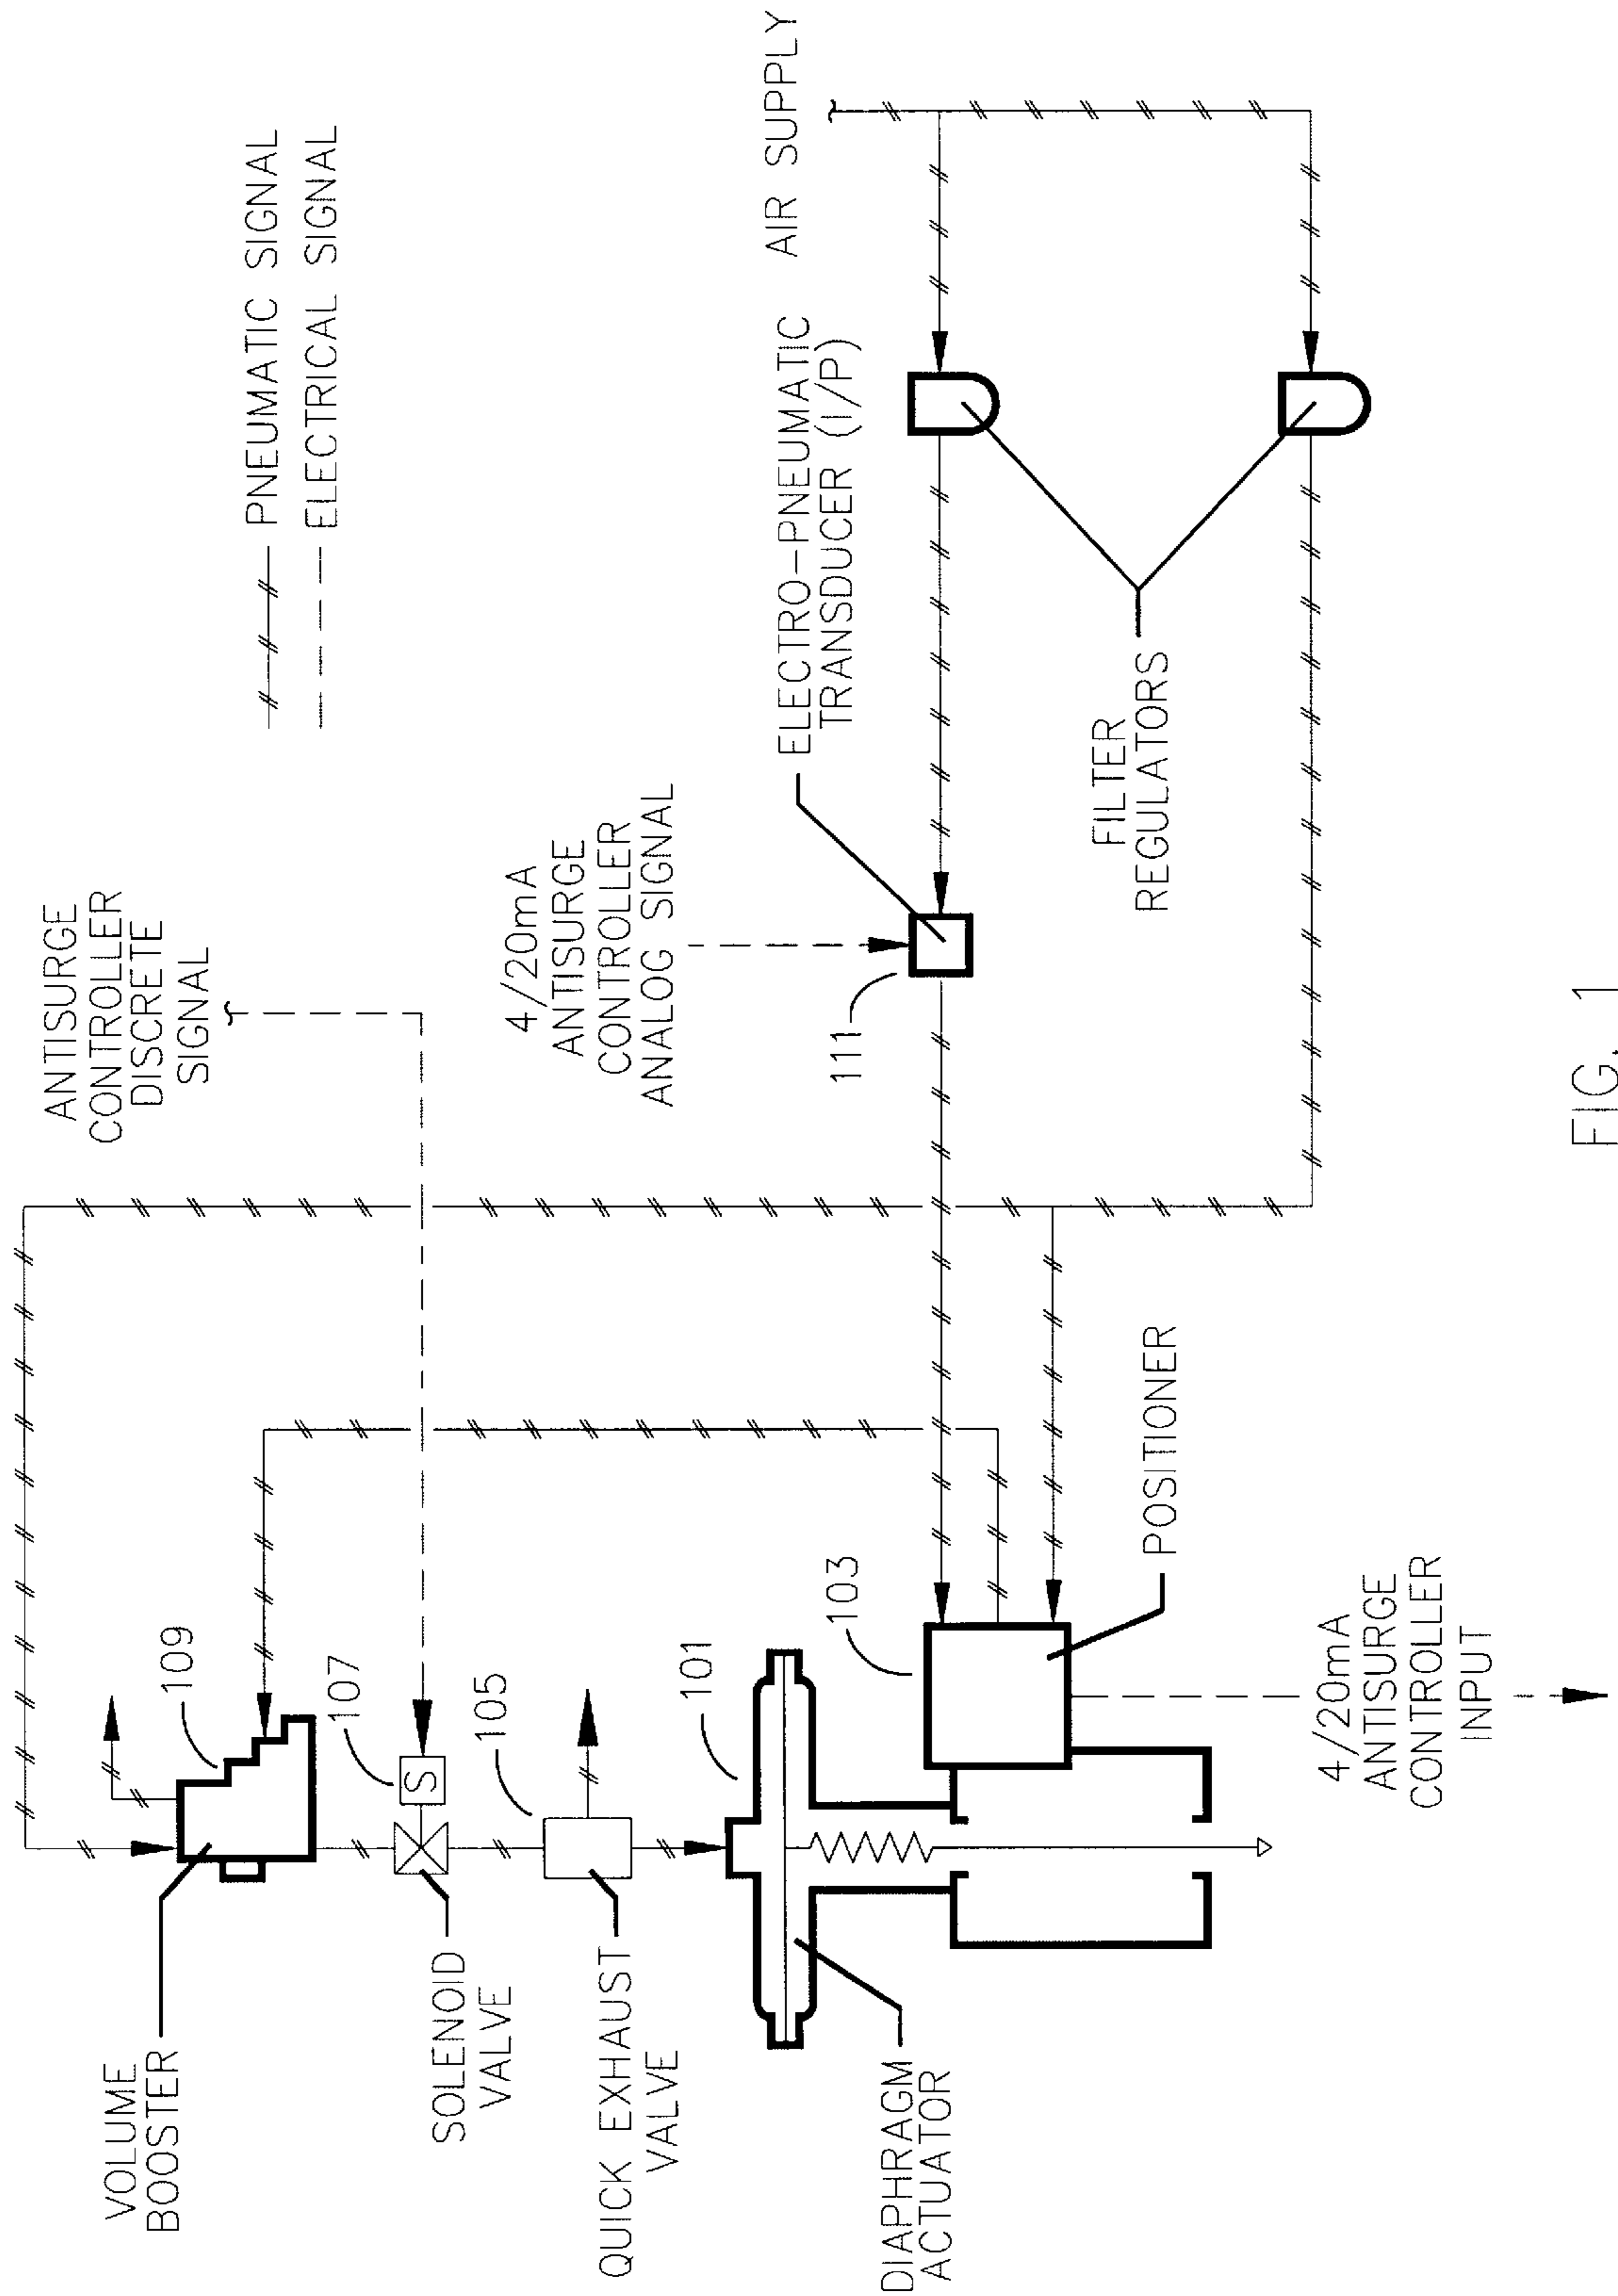 VOLUME
BOOSTER
109
SOLENOID
VALVE
107
S
QUICK EXHAUST
VALVE
105
DIAPHRAGM
ACTUATOR
101
103
POSITIONER
4/20mA
ANTISURGE
CONTROLLER
INPUT
ANTISURGE
CONTROLLER
DISCRETE
SIGNAL
4/20mA
ANTISURGE
CONTROLLER
ANALOG SIGNAL
111
PNEUMATIC SIGNAL
ELECTRICAL SIGNAL
ELECTRO-PNEUMATIC
TRANSDUCER (I/P)
AIR SUPPLY
FILTER
REGULATORS
FIG. 1